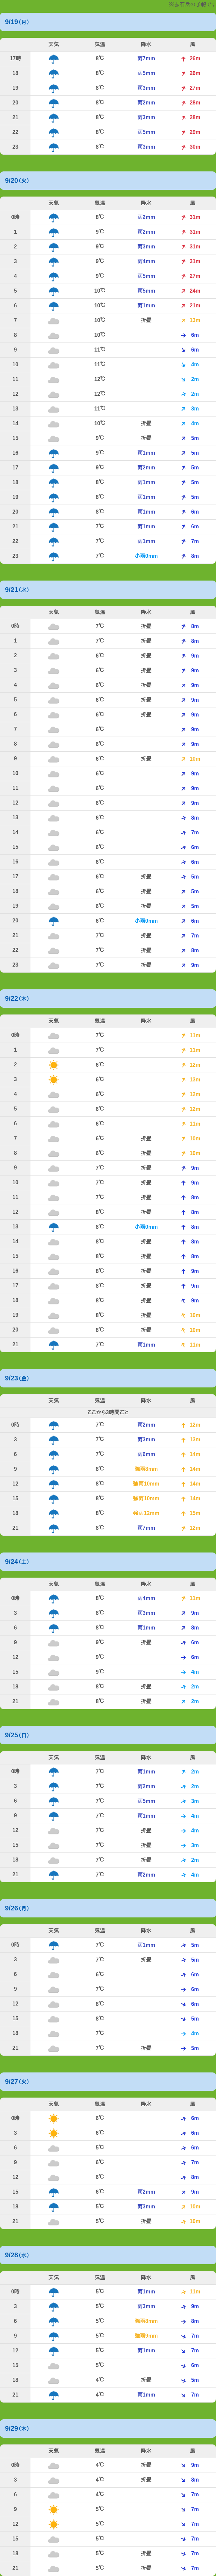 9/19(月)
天気 気温 降水 風
17時 8℃ 雨7mm 26m
18 8℃ 雨5mm 26m
19 8℃ 雨3mm 27m
20 8℃ 雨2mm 28m
21 8℃ 雨3mm 28m
22 8℃ 雨5mm 29m
23 8℃ 雨3mm 30m
9/20(火)
天気 気温 降水 風
0時 8℃ 雨2mm 31m
1 9℃ 雨2mm 31m
2 9℃ 雨3mm 31m
3 9℃ 雨4mm 31m
4 9℃ 雨5mm 27m
5 10℃ 雨5mm 24m
6 10℃ 雨1mm 21m
7 10℃ 折畳 13m
8 10℃ 6m
9 11℃ 6m
10 11℃ 4m
11 12℃ 2m
12 12℃ 2m
13 11℃ 3m
14 10℃ 折畳 4m
15 9℃ 折畳 5m
16 9℃ 雨1mm 5m
17 9℃ 雨2mm 5m
18 8℃ 雨1mm 5m
19 8℃ 雨1mm 5m
20 8℃ 雨1mm 6m
21 7℃ 雨1mm 6m
22 7℃ 雨1mm 7m
23 7℃ 小雨0mm 8m
9/21(水)
天気 気温 降水 風
0時 7℃ 折畳 8m
1 7℃ 折畳 8m
2 6℃ 折畳 9m
3 6℃ 折畳 9m
4 6℃ 折畳 9m
5 6℃ 折畳 9m
6 6℃ 折畳 9m
7 6℃ 9m
8 6℃ 9m
9 6℃ 折畳 10m
10 6℃ 9m
11 6℃ 9m
12 6℃ 9m
13 6℃ 8m
14 6℃ 7m
15 6℃ 6m
16 6℃ 6m
17 6℃ 折畳 5m
18 6℃ 折畳 5m
19 6℃ 折畳 5m
20 6℃ 小雨0mm 6m
21 7℃ 折畳 7m
22 7℃ 折畳 8m
23 7℃ 折畳 9m
9/22(木)
天気 気温 降水 風
0時 7℃ 11m
1 7℃ 11m
2 6℃ 12m
3 6℃ 13m
4 6℃ 12m
5 6℃ 12m
6 6℃ 11m
7 6℃ 折畳 10m
8 6℃ 折畳 10m
9 7℃ 折畳 9m
10 7℃ 折畳 9m
11 7℃ 折畳 8m
12 8℃ 折畳 8m
13 8℃ 小雨0mm 8m
14 8℃ 折畳 8m
15 8℃ 折畳 8m
16 8℃ 折畳 9m
17 8℃ 折畳 9m
18 8℃ 折畳 9m
19 8℃ 折畳 10m
20 8℃ 折畳 10m
21 7℃ 雨1mm 11m
9/23(金)
天気 気温 降水 風
ここから3時間ごと
0時 7℃ 雨2mm 12m
3 7℃ 雨3mm 13m
6 7℃ 雨6mm 14m
9 8℃ 強雨8mm 14m
12 8℃ 強雨10mm 14m
15 8℃ 強雨10mm 14m
18 8℃ 強雨12mm 15m
21 8℃ 雨7mm 12m
9/24(土)
天気 気温 降水 風
0時 8℃ 雨4mm 11m
3 8℃ 雨3mm 9m
6 8℃ 雨1mm 8m
9 9℃ 折畳 6m
12 9℃ 6m
15 9℃ 4m
18 8℃ 折畳 2m
21 8℃ 折畳 2m
9/25(日)
天気 気温 降水 風
0時 7℃ 雨1mm 2m
3 7℃ 雨2mm 2m
6 7℃ 雨5mm 3m
9 7℃ 雨1mm 4m
12 7℃ 折畳 4m
15 7℃ 折畳 3m
18 7℃ 折畳 2m
21 7℃ 雨2mm 4m
9/26(月)
天気 気温 降水 風
0時 7℃ 雨1mm 5m
3 7℃ 折畳 5m
6 6℃ 6m
9 7℃ 6m
12 8℃ 6m
15 8℃ 5m
18 7℃ 4m
21 7℃ 折畳 5m
9/27(火)
天気 気温 降水 風
0時 6℃ 6m
3 6℃ 6m
6 5℃ 6m
9 6℃ 7m
12 6℃ 8m
15 6℃ 雨2mm 9m
18 5℃ 雨3mm 10m
21 5℃ 折畳 10m
9/28(水)
天気 気温 降水 風
0時 5℃ 雨1mm 11m
3 5℃ 雨3mm 9m
6 5℃ 強雨8mm 8m
9 5℃ 強雨9mm 7m
12 5℃ 雨1mm 7m
15 5℃ 6m
18 4℃ 折畳 5m
21 4℃ 雨1mm 7m
9/29(木)
天気 気温 降水 風
0時 4℃ 折畳 9m
3 4℃ 折畳 8m
6 4℃ 7m
9 5℃ 7m
12 5℃ 7m
15 5℃ 7m
18 5℃ 折畳 7m
21 5℃ 折畳 7m